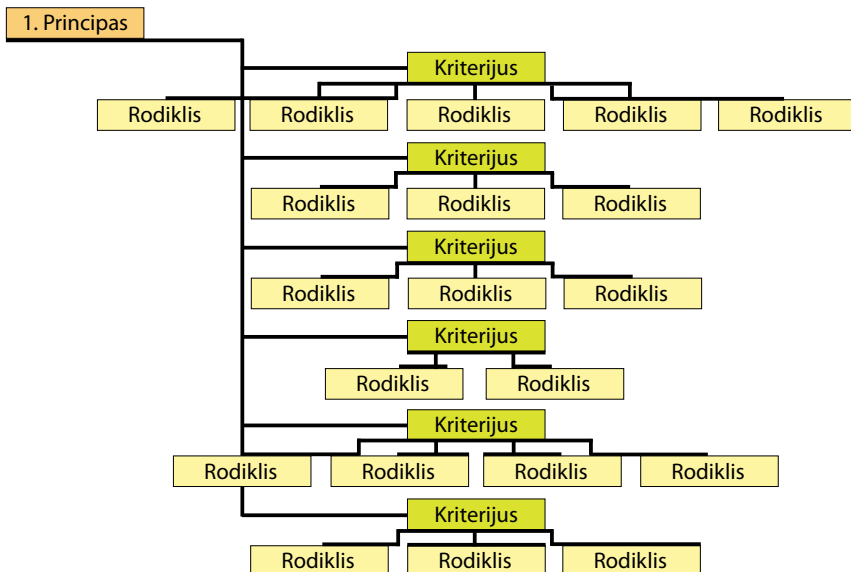 1. Principas
Kriterijus
Rodiklis Rodiklis Rodiklis Rodiklis Rodiklis
Kriterijus
Rodiklis Rodiklis Rodiklis
Kriterijus
Rodiklis Rodiklis Rodiklis
Kriterijus
Rodiklis Rodiklis
Kriterijus
Rodiklis Rodiklis Rodiklis Rodiklis
Kriterijus
Rodiklis Rodiklis Rodiklis